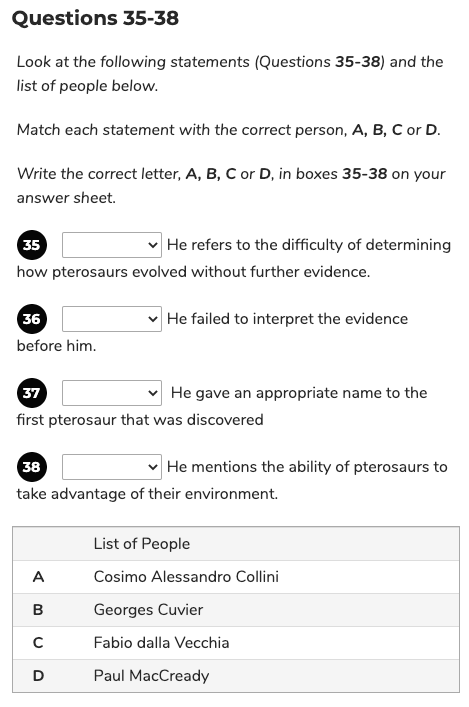 Questions 35-38
Look at the following statements (Questions 35-38) and the
list of people below.
Match each statement with the correct person, A, B, C or D.
Write the correct letter, A, B, C or D, in boxes 35-38 on your
answer sheet.
35 He refers to the difficulty of determining
how pterosaurs evolved without further evidence.
36 He failed to interpret the evidence
before him.
37 He gave an appropriate name to the
first pterosaur that was discovered
38 He mentions the ability of pterosaurs to
take advantage of their environment.
List of People
A Cosimo Alessandro Collini
B Georges Cuvier
C Fabio dalla Vecchia
D Paul MacCready